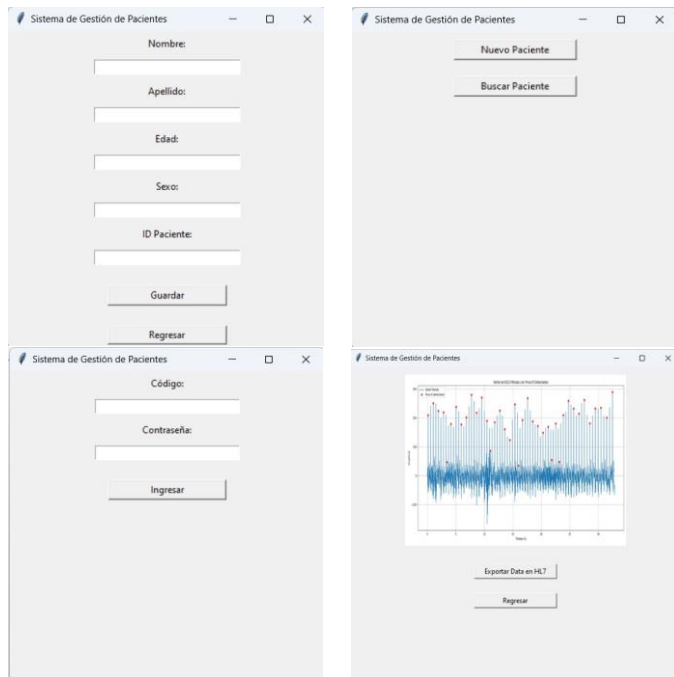 Sistema de Gestión de Pacientes
Nombre:
Apellido:
Edad:
Sexo:
ID Paciente:
Guardar
Regresar
Sistema de Gestión de Pacientes
Nuevo Paciente
Buscar Paciente
Sistema de Gestión de Pacientes
Código:
Contraseña:
Ingresar
Sistema de Gestión de Pacientes
Exportar Data en HL7
Regresar